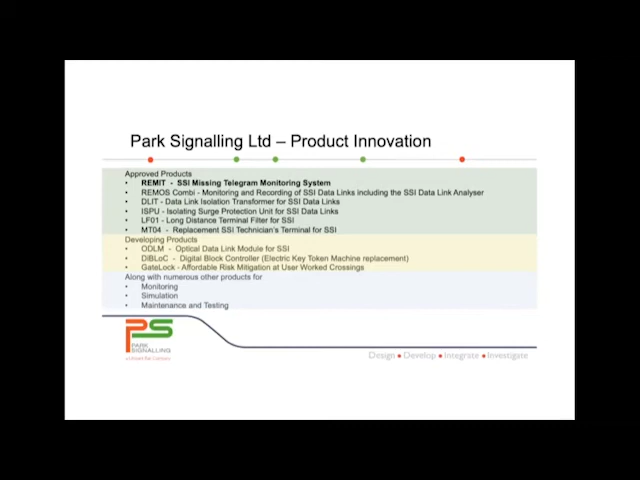 Park Signalling Ltd – Product Innovation
Approved Products
• REMIT - SSI Missing Telegram Monitoring System
• REMOS Combi - Monitoring and Recording of SSI Data Links including the SSI Data Link Analyser
• DLIT - Data Link Isolation Transformer for SSI Data Links
• ISPU - Isolating Surge Protection Unit for SSI Data Links
• LF01 - Long Distance Terminal Filter for SSI
• MT04 - Replacement SSI Technician's Terminal for SSI
Developing Products
• ODLM - Optical Data Link Module for SSI
• DiBLoC - Digital Block Controller (Electric Key Token Machine replacement)
• GateLock - Affordable Risk Mitigation at User Worked Crossings
Along with numerous other products for
• Monitoring
• Simulation
• Maintenance and Testing
PS
PARK
SIGNALLING
Design • Develop • Integrate • Investigate